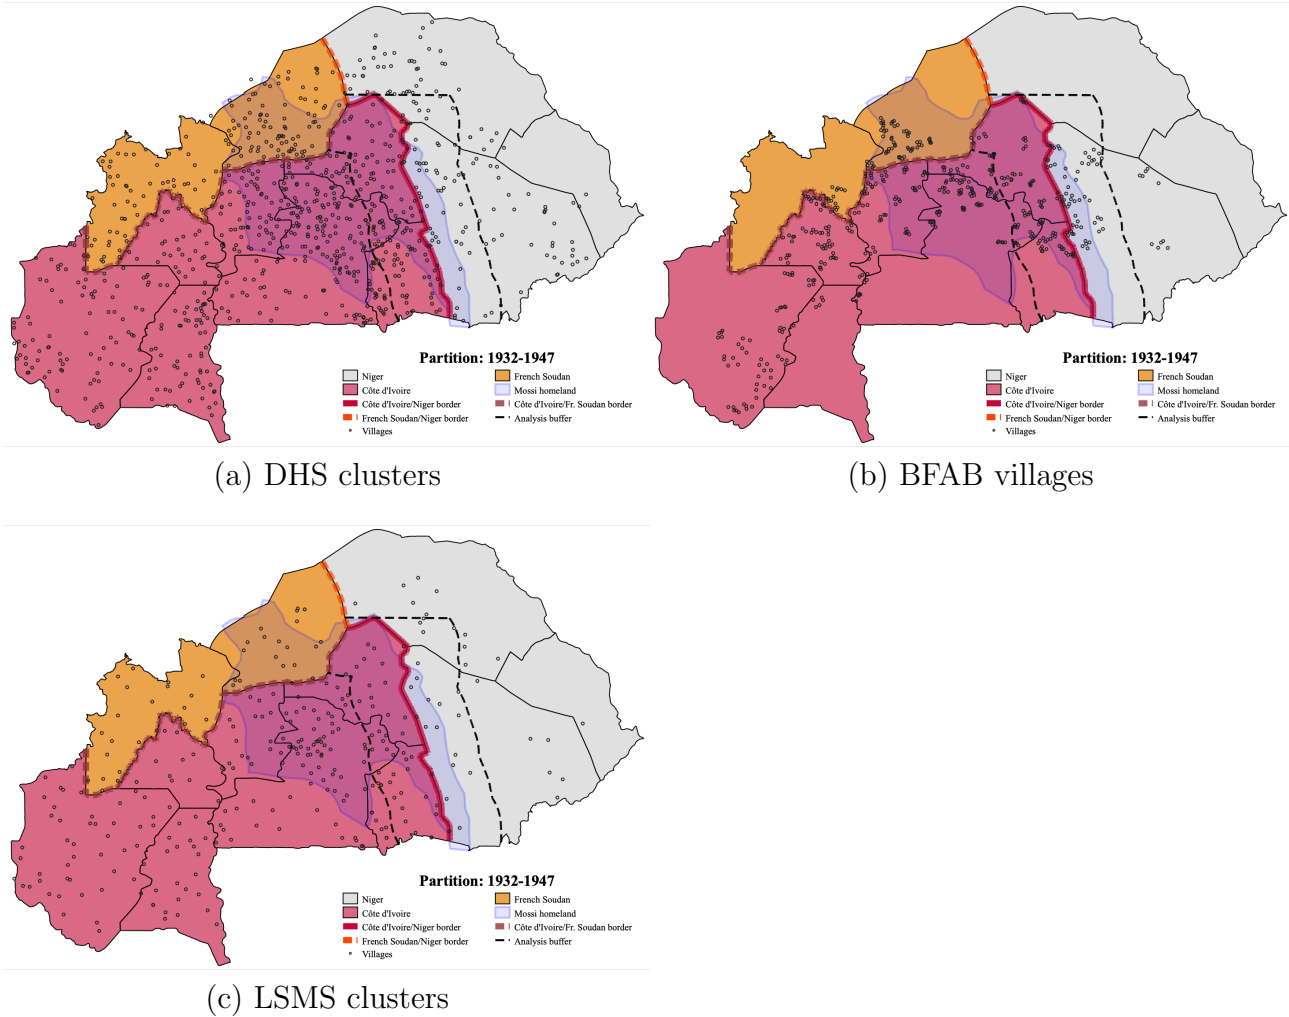 Partition: 1932-1947
Niger
French Soudan
Côte d'Ivoire
Mossi homeland
Côte d'Ivoire/Niger border
Côte d'Ivoire/Fr. Soudan border
French Soudan/Niger border
Analysis buffer
Villages
(a) DHS clusters
Partition: 1932-1947
Niger
French Soudan
Côte d'Ivoire
Mossi homeland
Côte d'Ivoire/Niger border
Côte d'Ivoire/Fr. Soudan border
French Soudan/Niger border
Analysis buffer
Villages
(b) BFAB villages
Partition: 1932-1947
Niger
French Soudan
Côte d'Ivoire
Mossi homeland
Côte d'Ivoire/Niger border
Côte d'Ivoire/Fr. Soudan border
French Soudan/Niger border
Analysis buffer
Villages
(c) LSMS clusters